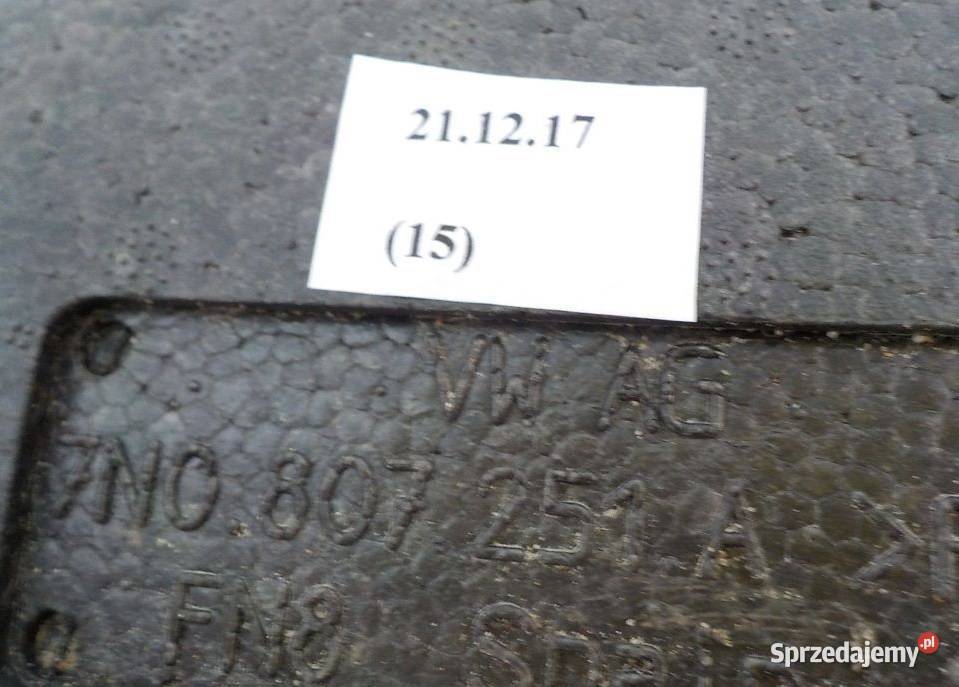 21.12.17
(15)
VW AG
7N0 807 251 A >
FN8
Sprzedajemy.pl